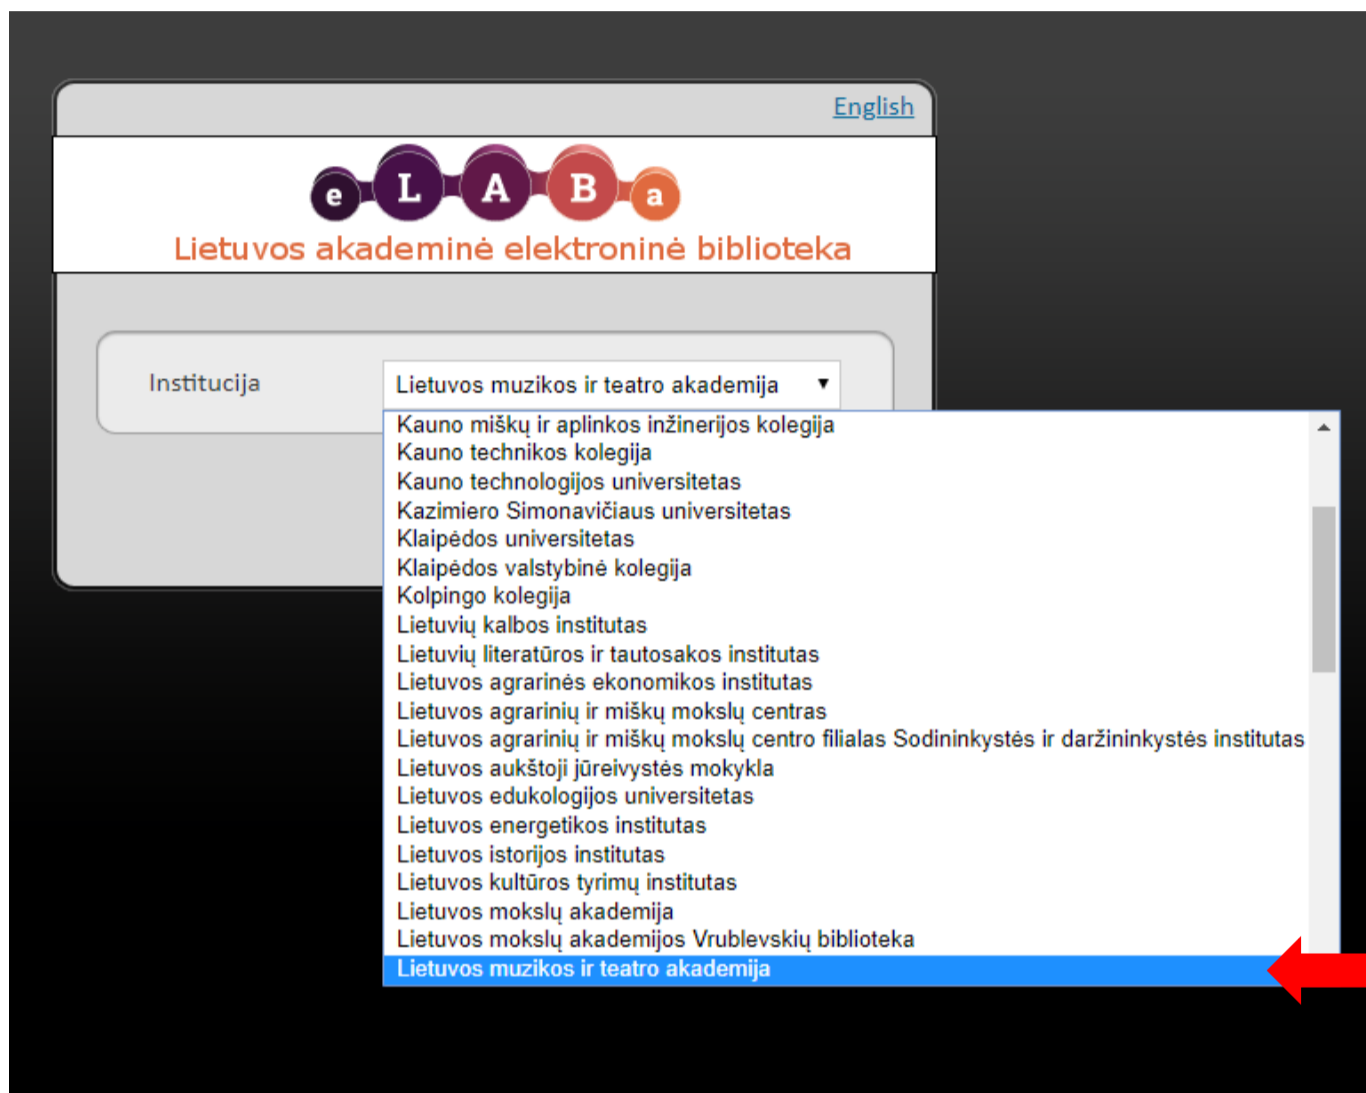 English
eLABa
Lietuvos akademinė elektroninė biblioteka
Institucija
Lietuvos muzikos ir teatro akademija
Kauno miškų ir aplinkos inžinerijos kolegija
Kauno technikos kolegija
Kauno technologijos universitetas
Kazimiero Simonavičiaus universitetas
Klaipėdos universitetas
Klaipėdos valstybinė kolegija
Kolpingo kolegija
Lietuvių kalbos institutas
Lietuvių literatūros ir tautosakos institutas
Lietuvos agrarinės ekonomikos institutas
Lietuvos agrarinių ir miškų mokslų centras
Lietuvos agrarinių ir miškų mokslų centro filialas Sodininkystės ir daržininkystės institutas
Lietuvos aukštoji jūreivystės mokykla
Lietuvos edukologijos universitetas
Lietuvos energetikos institutas
Lietuvos istorijos institutas
Lietuvos kultūros tyrimų institutas
Lietuvos mokslų akademija
Lietuvos mokslų akademijos Vrublevskių biblioteka
Lietuvos muzikos ir teatro akademija